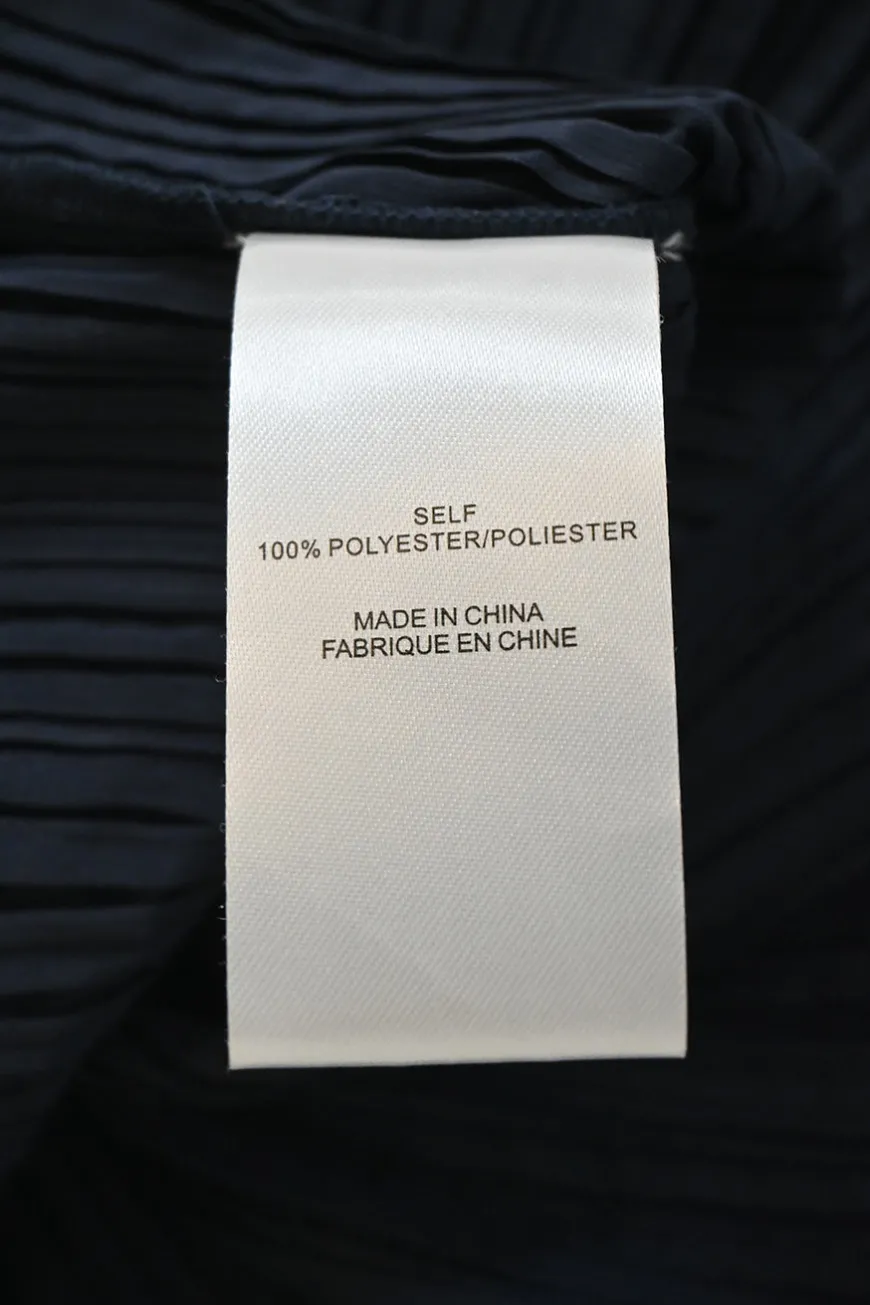 SELF
100% POLYESTER/POLIESTER
MADE IN CHINA
FABRIQUE EN CHINE